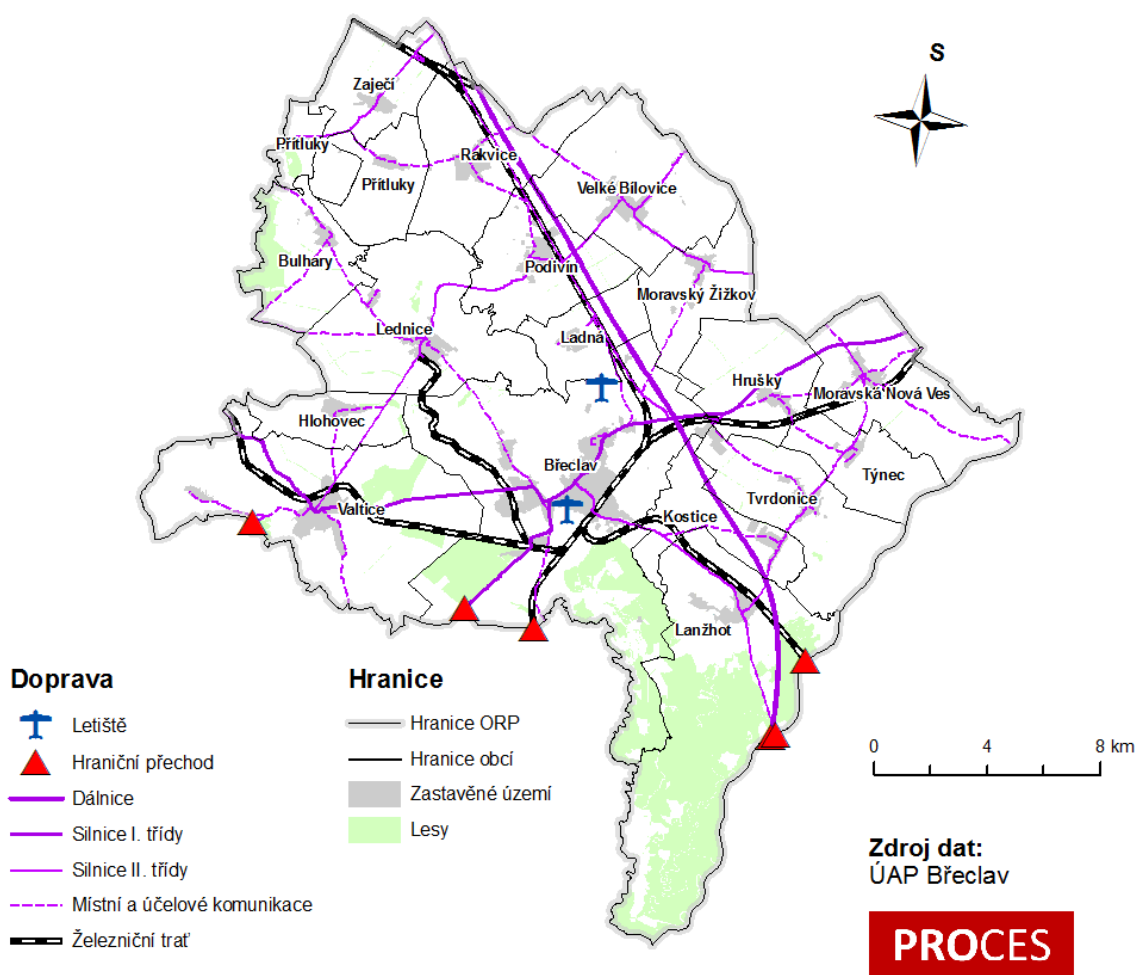 S
Zaječí
Přítluky
Rakvice
Přítluky
Velké Bílovice
Bulhary
Podivín
Moravský Žižkov
Lednice
Ladná
Hrušky
Moravská Nová Ves
Hlohovec
Břeclav
Týnec
Tvrdonice
Valtice
Kostice
Lanžhot
Doprava
Letiště
Hraniční přechod
Dálnice
Silnice I. třídy
Silnice II. třídy
Místní a účelové komunikace
Železniční trať
Hranice
Hranice ORP
Hranice obcí
Zastavěné území
Lesy
0 4 8 km
Zdroj dat:
ÚAP Břeclav
PROCES